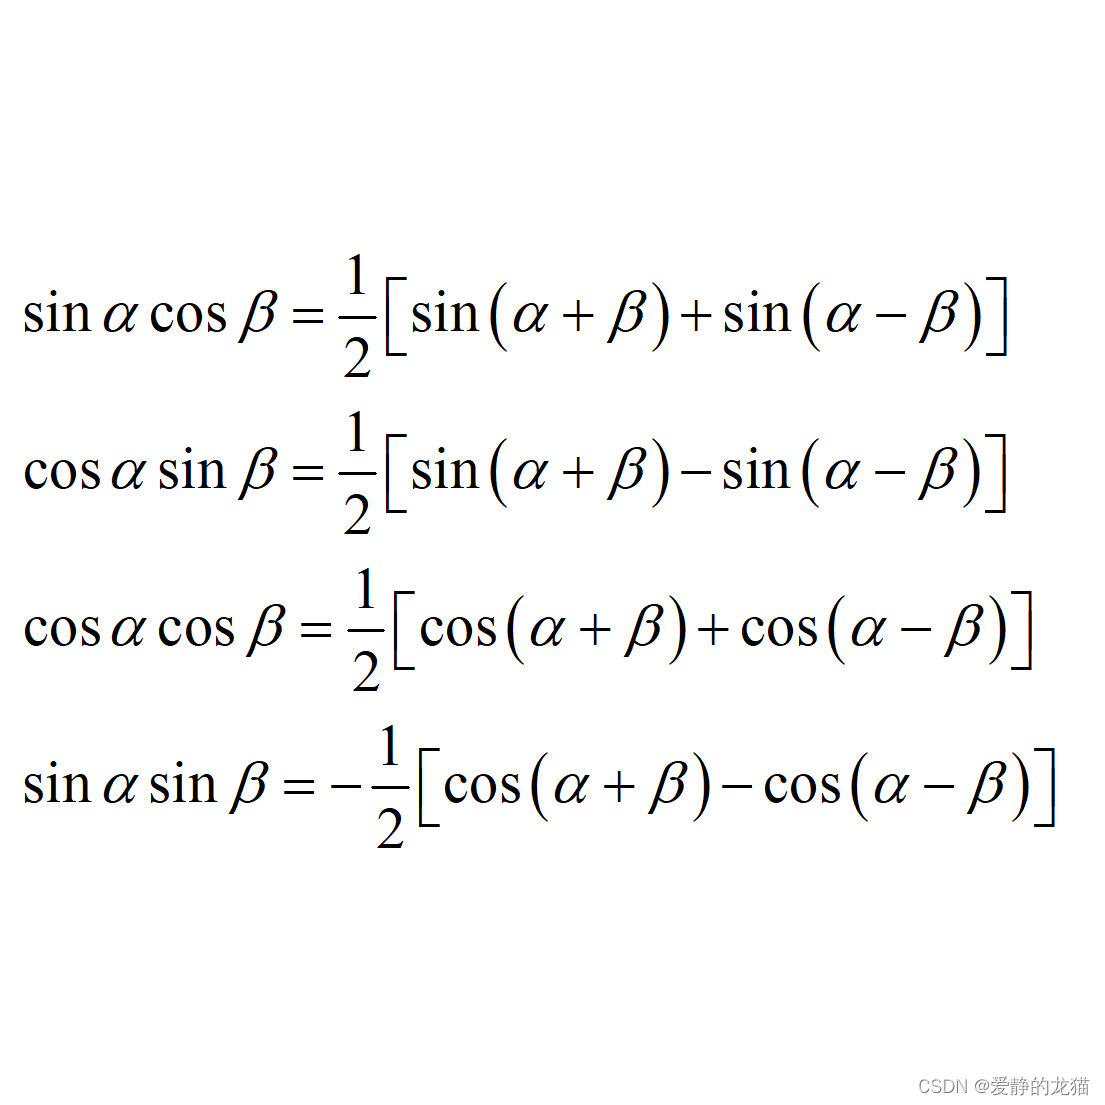 sin α cos β = 1/2 [sin(α + β) + sin(α − β)]
cos α sin β = 1/2 [sin(α + β) − sin(α − β)]
cos α cos β = 1/2 [cos(α + β) + cos(α − β)]
sin α sin β = − 1/2 [cos(α + β) − cos(α − β)]
CSDN @爱静的龙猫